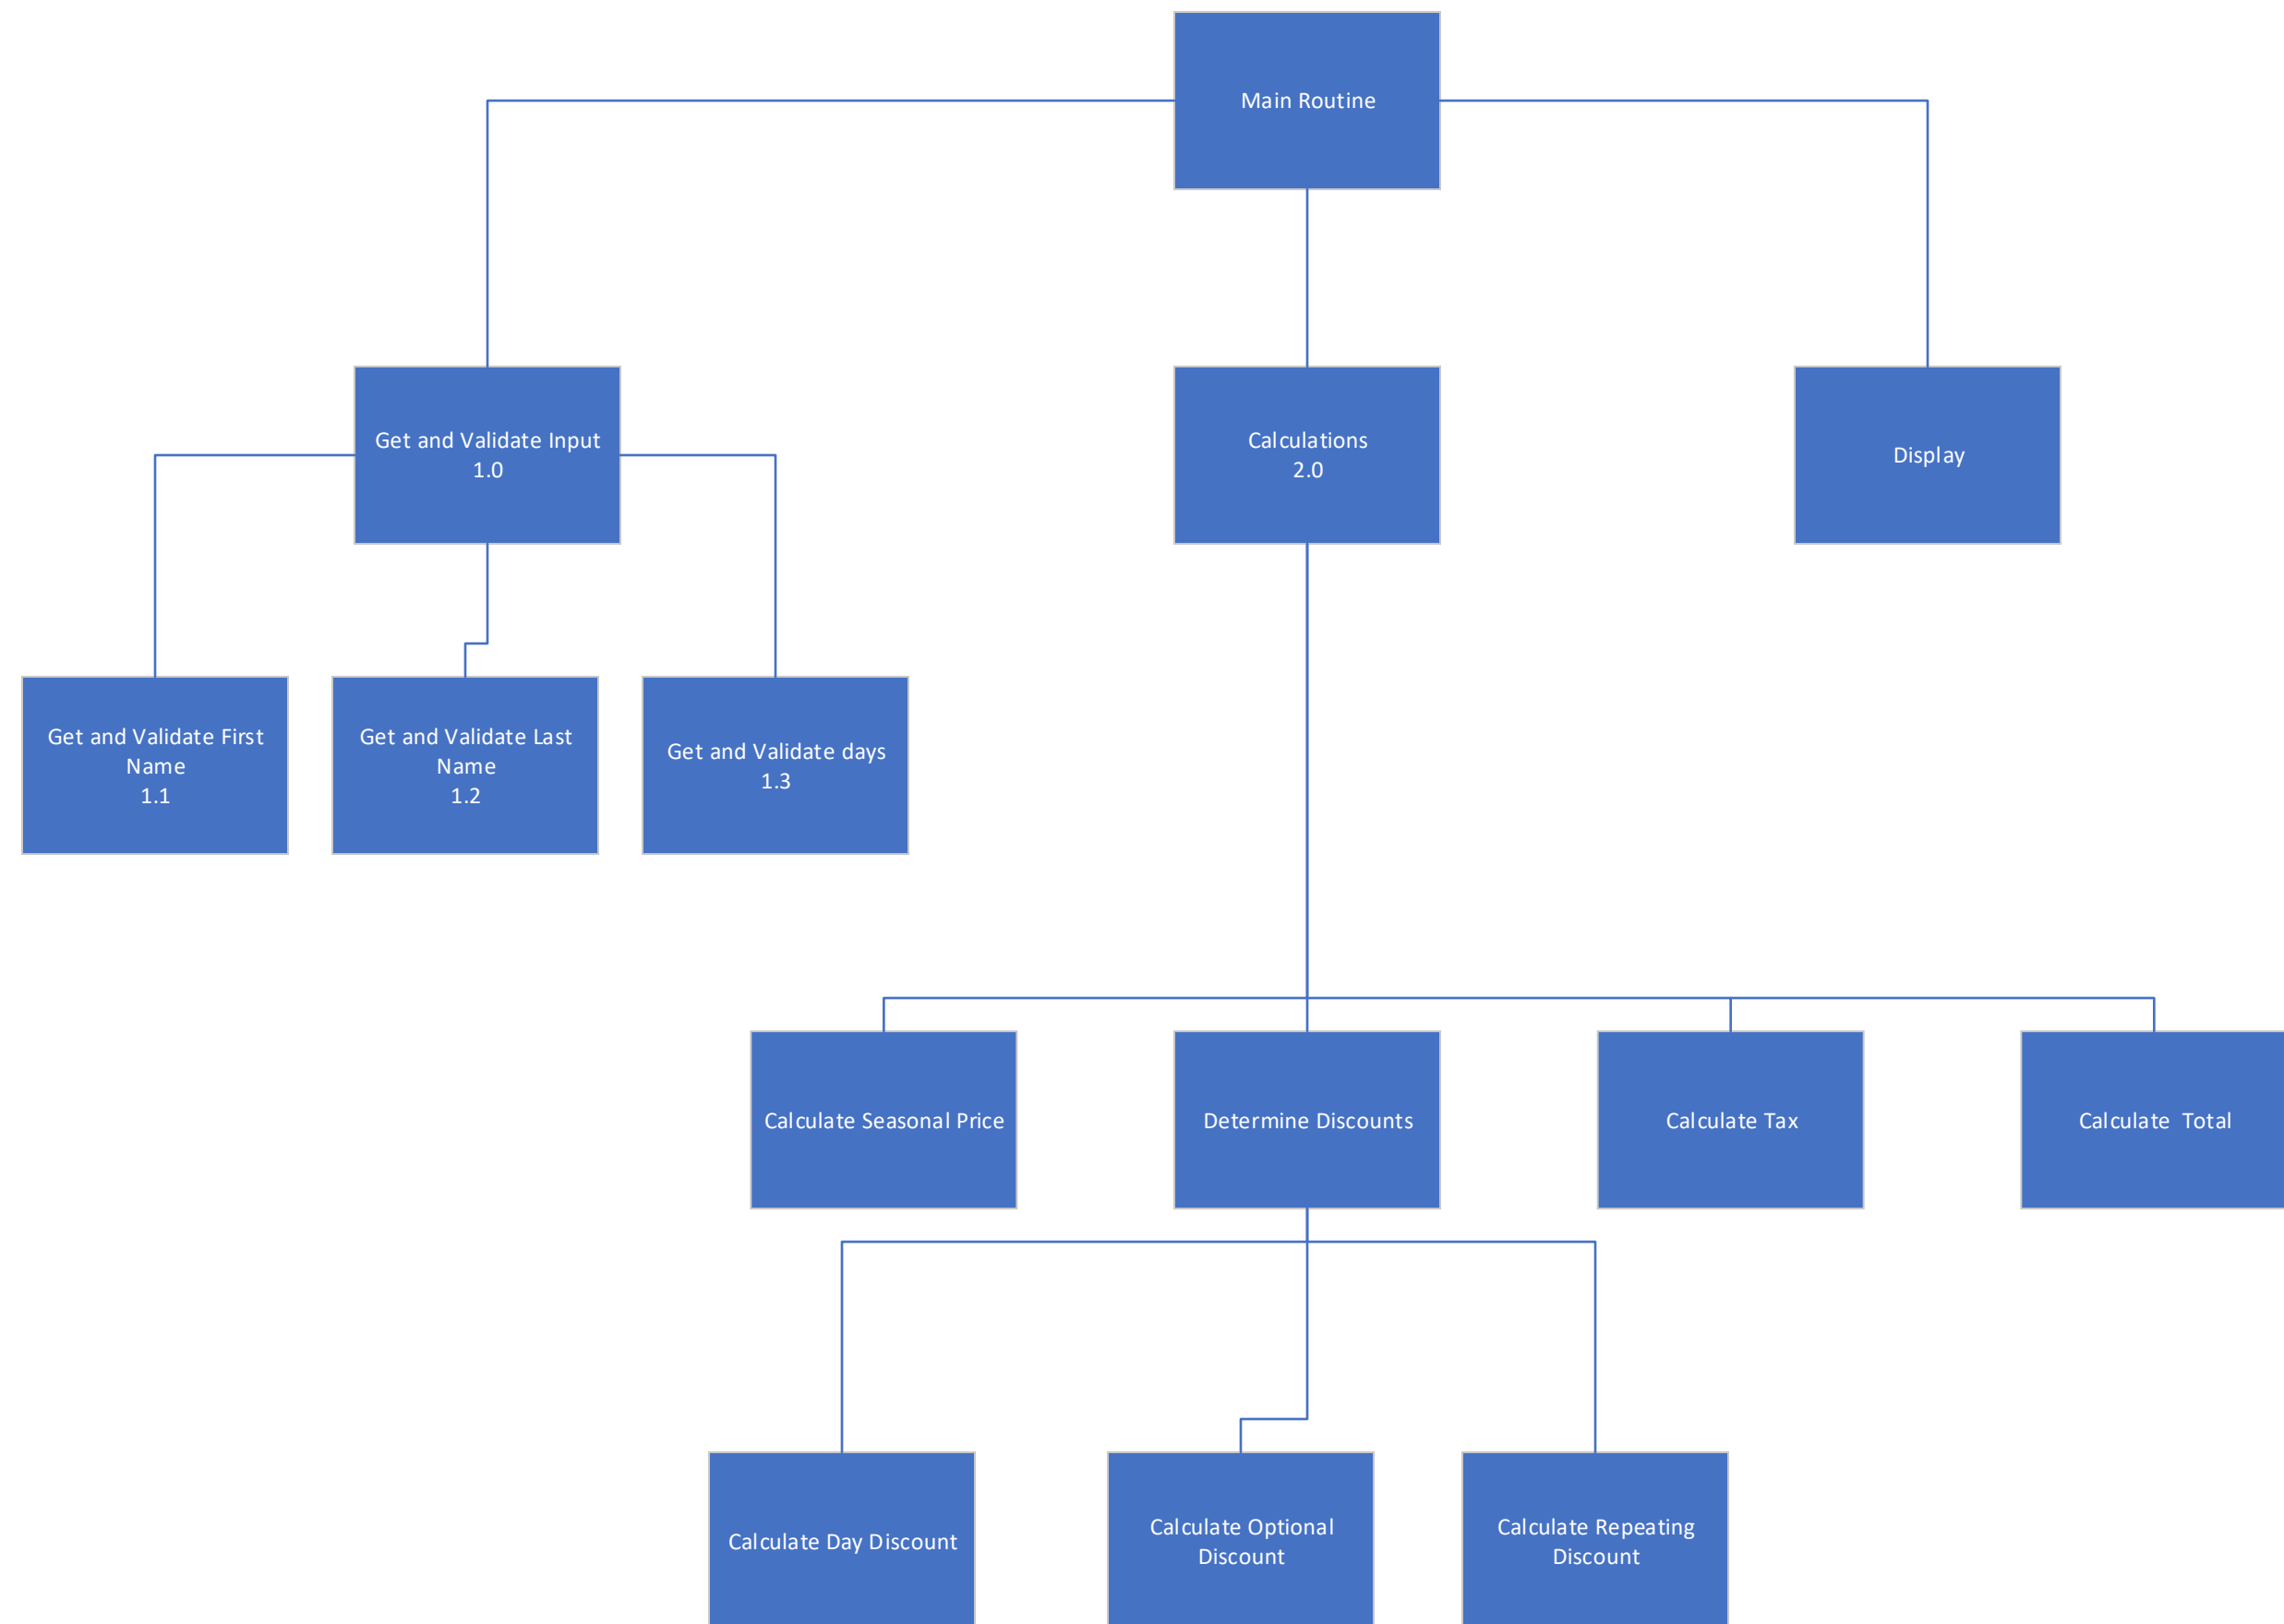 Main Routine
Get and Validate Input
1.0
Calculations
2.0
Display
Get and Validate First
Name
1.1
Get and Validate Last
Name
1.2
Get and Validate days
1.3
Calculate Seasonal Price
Determine Discounts
Calculate Tax
Calculate  Total
Calculate Day Discount
Calculate Optional
Discount
Calculate Repeating
Discount